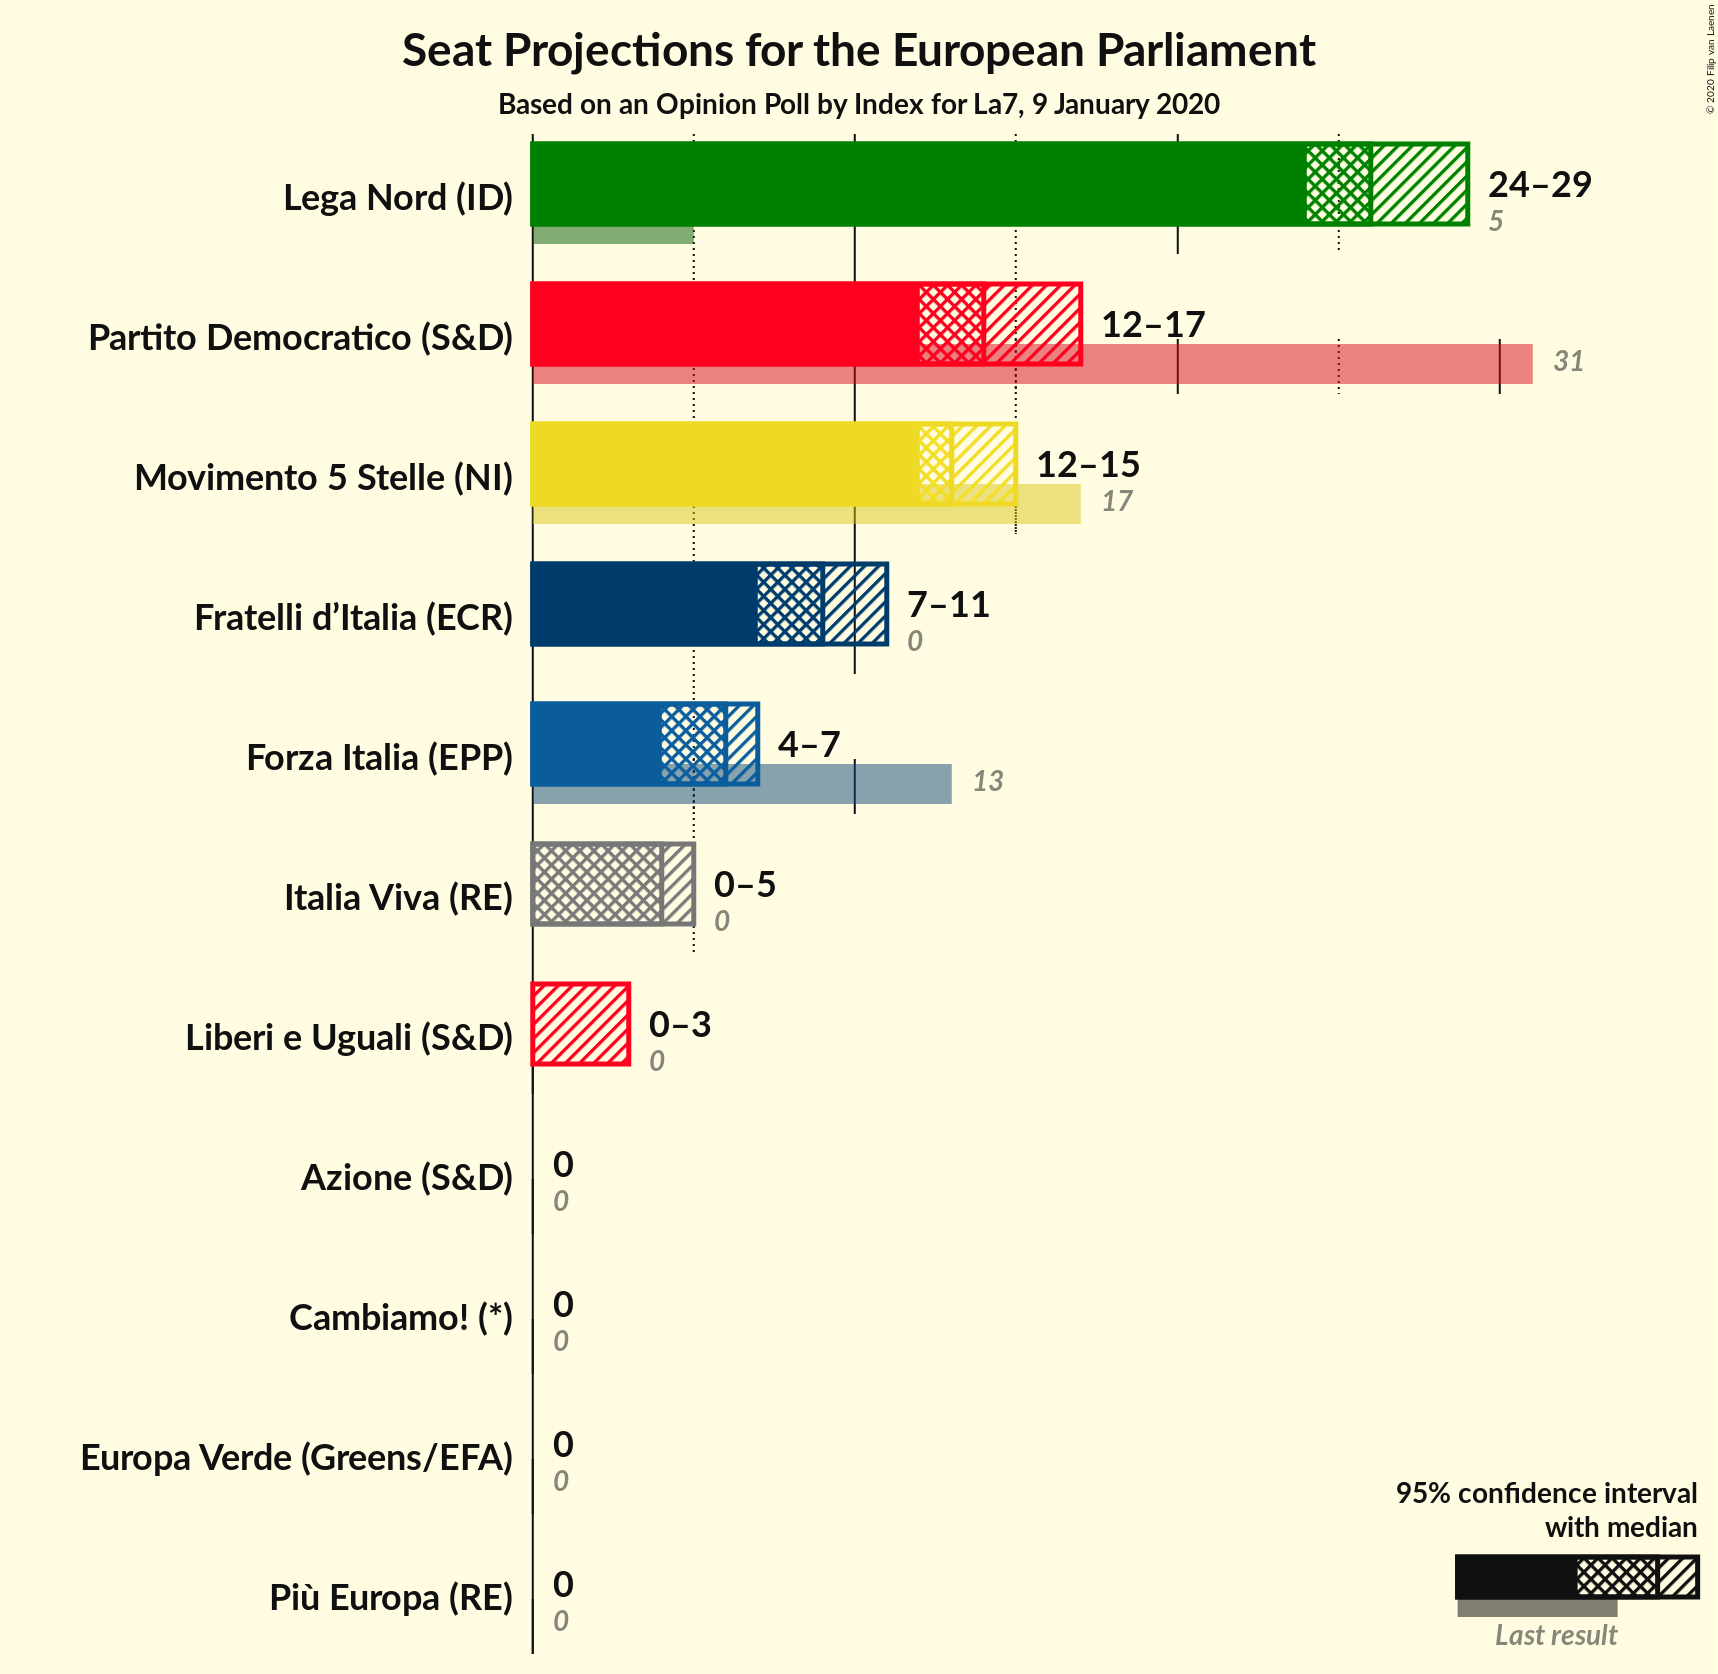 Seat Projections for the European Parliament
Based on an Opinion Poll by Index for La7, 9 January 2020
© 2020 Filip van Laenen
Lega Nord (ID)
24–29
5
Partito Democratico (S&D)
12–17
31
Movimento 5 Stelle (NI)
12–15
17
Fratelli d’Italia (ECR)
7–11
0
Forza Italia (EPP)
4–7
13
Italia Viva (RE)
0–5
0
Liberi e Uguali (S&D)
0–3
0
Azione (S&D)
0
0
Cambiamo! (*)
0
0
Europa Verde (Greens/EFA)
0
0
Più Europa (RE)
0
0
95% confidence interval
with median
Last result